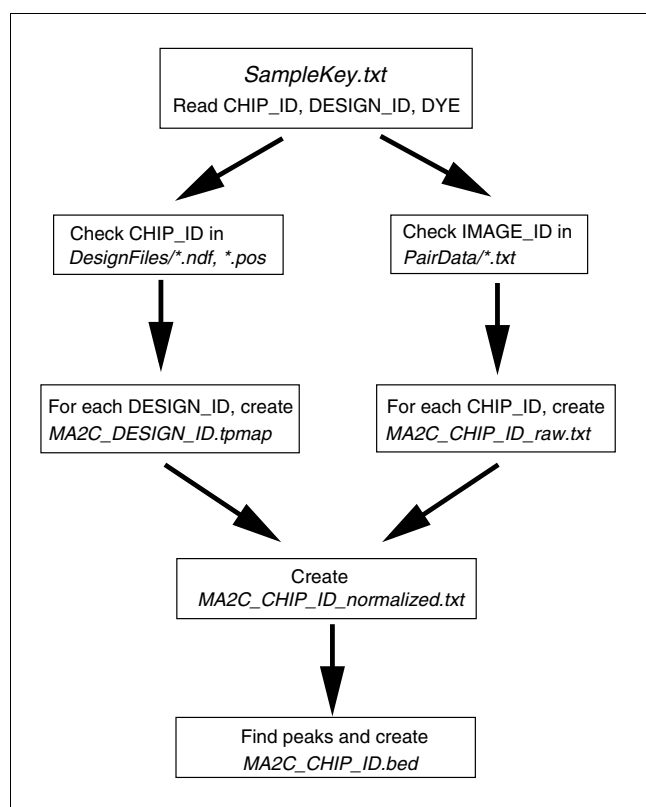 SampleKey.txt
Read CHIP_ID, DESIGN_ID, DYE
Check CHIP_ID in
DesignFiles/*.ndf, *.pos
Check IMAGE_ID in
PairData/*.txt
For each DESIGN_ID, create
MA2C_DESIGN_ID.tpmap
For each CHIP_ID, create
MA2C_CHIP_ID_raw.txt
Create
MA2C_CHIP_ID_normalized.txt
Find peaks and create
MA2C_CHIP_ID.bed